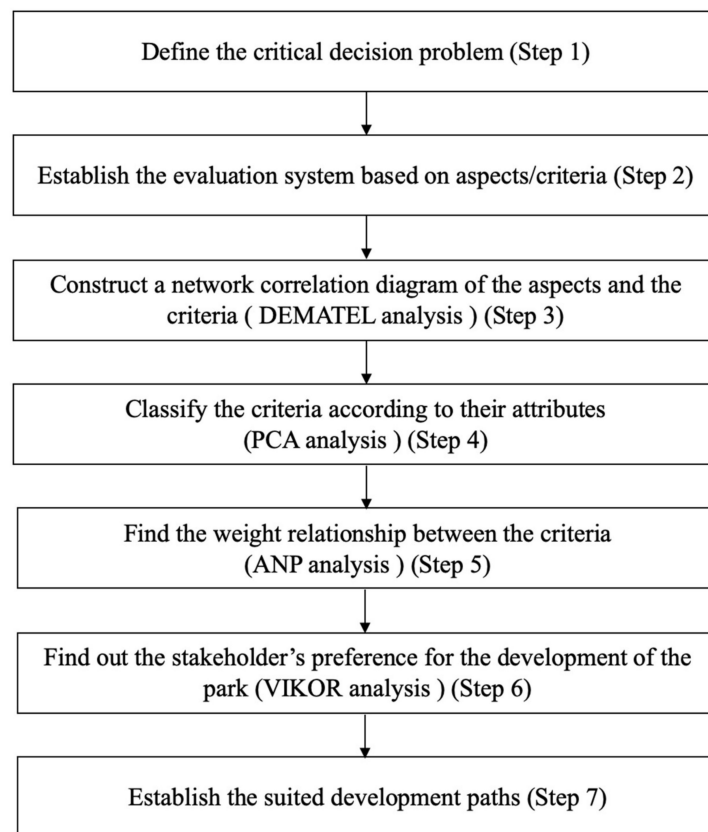 Define the critical decision problem (Step 1)
Establish the evaluation system based on aspects/criteria (Step 2)
Construct a network correlation diagram of the aspects and the
criteria ( DEMATEL analysis ) (Step 3)
Classify the criteria according to their attributes
(PCA analysis ) (Step 4)
Find the weight relationship between the criteria
(ANP analysis ) (Step 5)
Find out the stakeholder’s preference for the development of the
park (VIKOR analysis ) (Step 6)
Establish the suited development paths (Step 7)